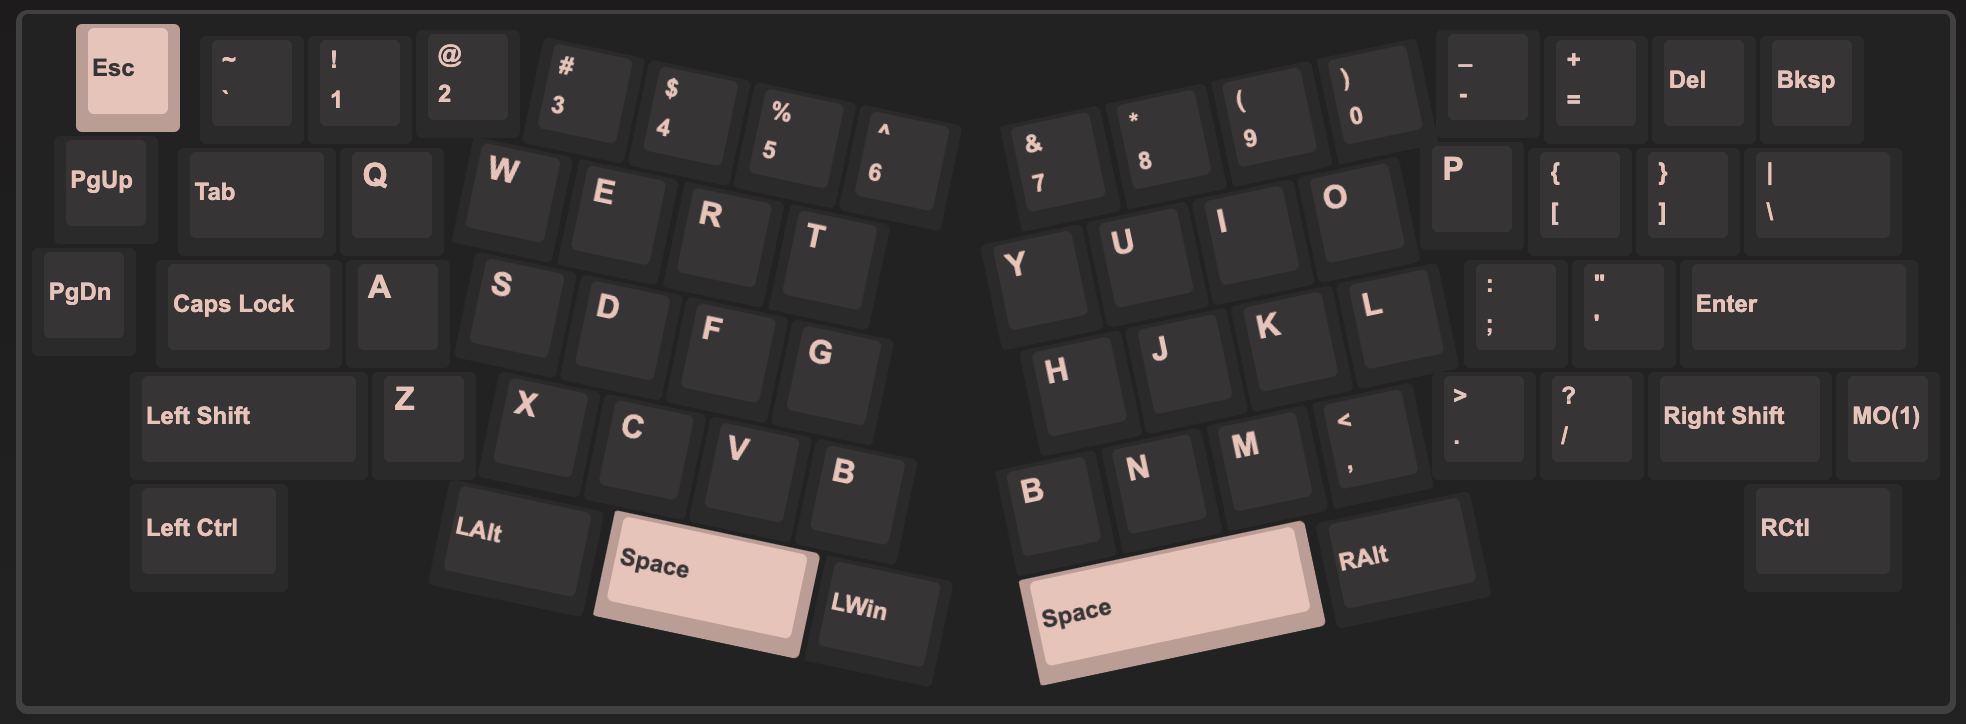 Esc
~
`
!
1
@
2
#
3
$
4
%
5
^
6
&
7
*
8
(
9
)
0
_
-
+
=
Del
Bksp
PgUp
Tab
Q
W
E
R
T
Y
U
I
O
P
{
[
}
]
|
\
PgDn
Caps Lock
A
S
D
F
G
H
J
K
L
:
;
"
'
Enter
Left Shift
Z
X
C
V
B
B
N
M
<
,
>
.
?
/
Right Shift
MO(1)
Left Ctrl
LAlt
Space
LWin
Space
RAlt
RCtl